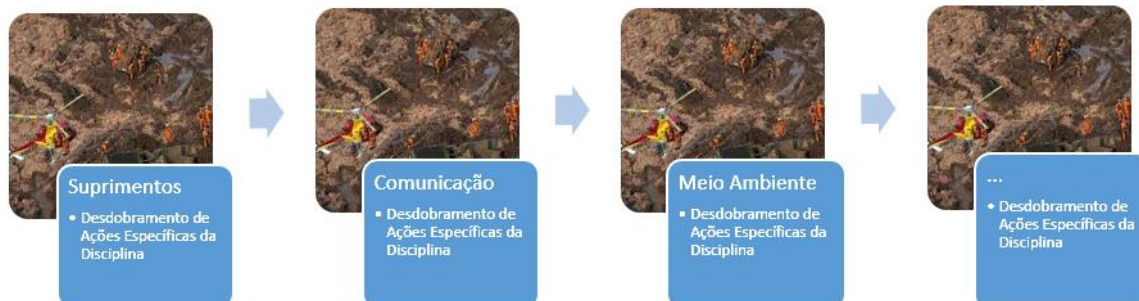 Suprimentos
• Desdobramento de
Ações Específicas da
Disciplina
Comunicação
▪ Desdobramento de
Ações Específicas da
Disciplina
Meio Ambiente
▪ Desdobramento de
Ações Específicas da
Disciplina
...
• Desdobramento de
Ações Específicas da
Disciplina